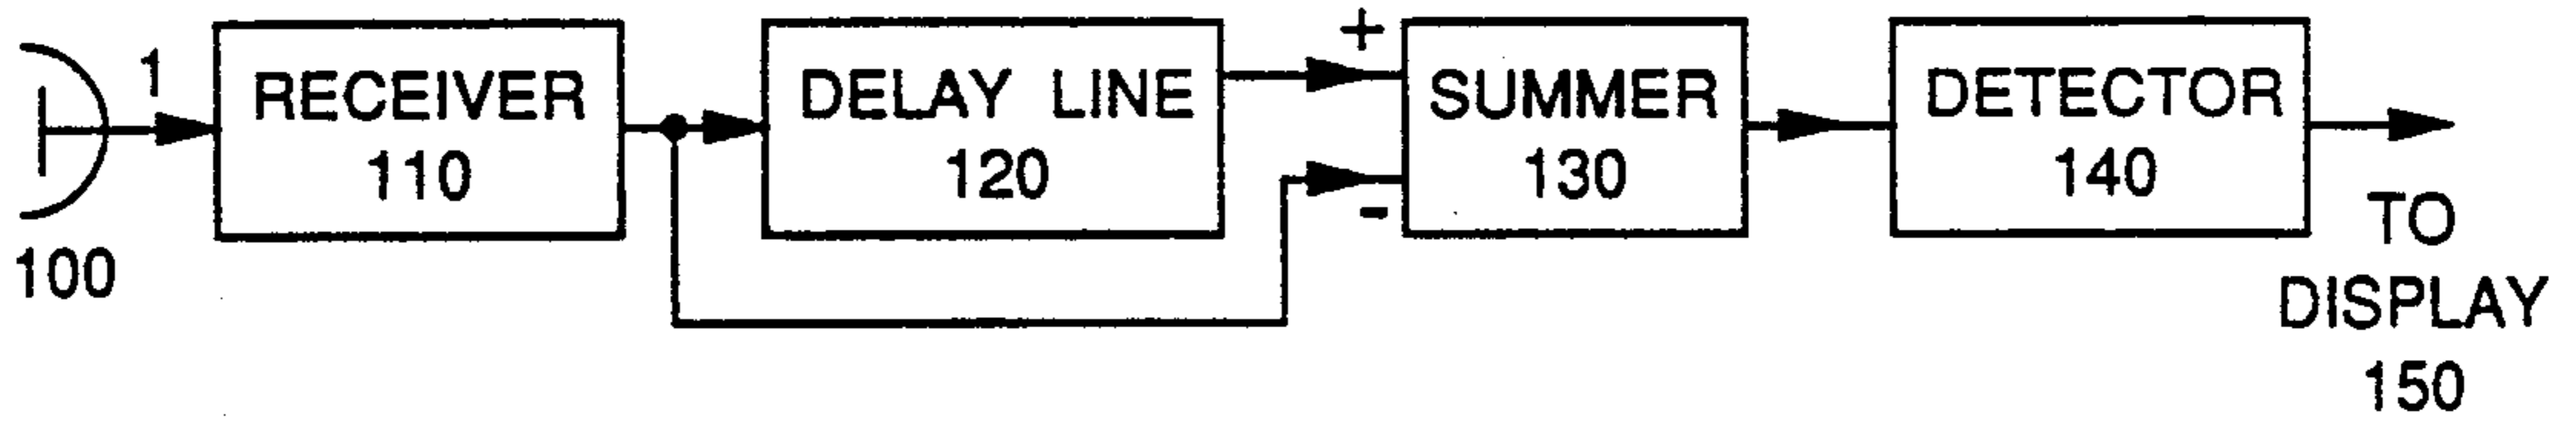 1
100
RECEIVER
110
DELAY LINE
120
+
-
SUMMER
130
DETECTOR
140
TO
DISPLAY
150